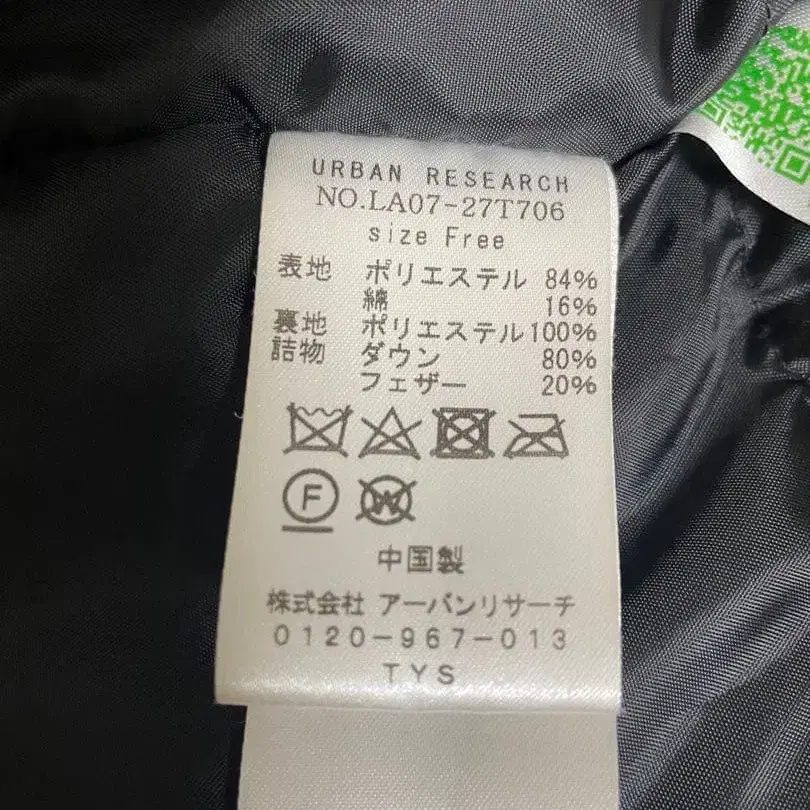 URBAN RESEARCH
NO.LA07-27T706
size Free
表地 ポリエステル 84%
綿 16%
裏地 ポリエステル100%
詰物 ダウン 80%
フェザー 20%
F
W
中国製
株式会社 アーバンリサーチ
0120-967-013
TYS